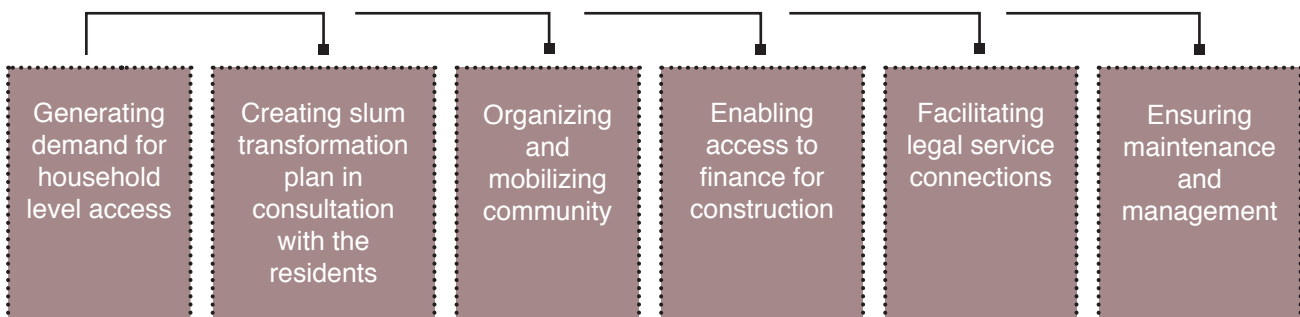 Generating
demand for
household
level access
Creating slum
transformation
plan in
consultation
with the
residents
Organizing
and
mobilizing
community
Enabling
access to
finance for
construction
Facilitating
legal service
connections
Ensuring
maintenance
and
management